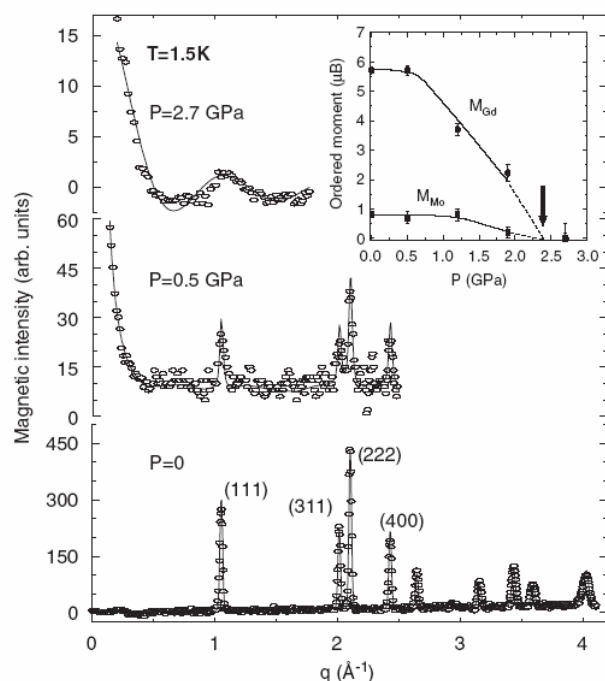 T=1.5K
P=2.7 GPa
P=0.5 GPa
P=0
(111)
(311)
(222)
(400)
15
10
5
0
60
45
30
15
0
450
300
150
0
Magnetic intensity (arb. units)
0 1 2 3 4
q (Å⁻¹)
7
6
5
4
3
2
1
0
Ordered moment (μB)
M_Gd
M_Mo
0.0 0.5 1.0 1.5 2.0 2.5 3.0
P (GPa)